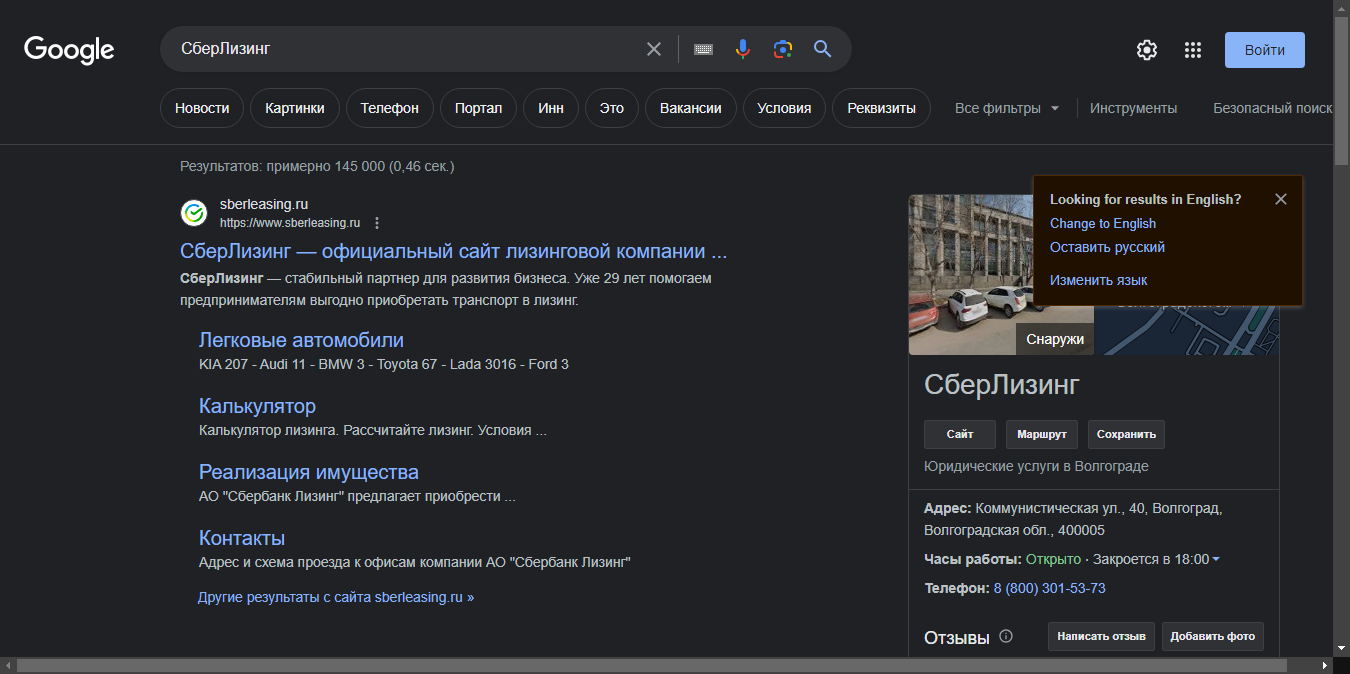 Google
СберЛизинг
Войти
Новости
Картинки
Телефон
Портал
Инн
Это
Вакансии
Условия
Реквизиты
Все фильтры
Инструменты
Безопасный поиск
Результатов: примерно 145 000 (0,46 сек.)
sberleasing.ru
https://www.sberleasing.ru
СберЛизинг — официальный сайт лизинговой компании ...
СберЛизинг — стабильный партнер для развития бизнеса. Уже 29 лет помогаем
предпринимателям выгодно приобретать транспорт в лизинг.
Легковые автомобили
KIA 207 - Audi 11 - BMW 3 - Toyota 67 - Lada 3016 - Ford 3
Калькулятор
Калькулятор лизинга. Рассчитайте лизинг. Условия ...
Реализация имущества
АО "Сбербанк Лизинг" предлагает приобрести ...
Контакты
Адрес и схема проезда к офисам компании АО "Сбербанк Лизинг"
Другие результаты с сайта sberleasing.ru »
Looking for results in English?
Change to English
Оставить русский
Изменить язык
Снаружи
СберЛизинг
Сайт
Маршрут
Сохранить
Юридические услуги в Волгограде
Адрес: Коммунистическая ул., 40, Волгоград,
Волгоградская обл., 400005
Часы работы: Открыто · Закроется в 18:00
Телефон: 8 (800) 301-53-73
Отзывы
Написать отзыв
Добавить фото